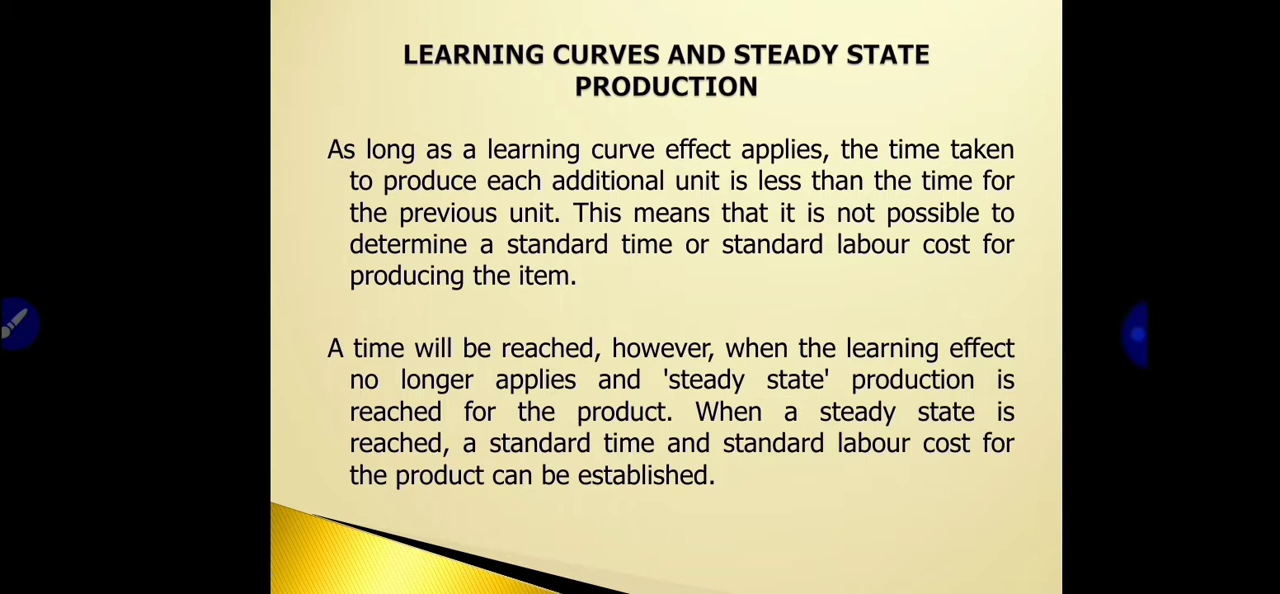 LEARNING CURVES AND STEADY STATE
PRODUCTION
As long as a learning curve effect applies, the time taken
to produce each additional unit is less than the time for
the previous unit. This means that it is not possible to
determine a standard time or standard labour cost for
producing the item.
A time will be reached, however, when the learning effect
no longer applies and 'steady state' production is
reached for the product. When a steady state is
reached, a standard time and standard labour cost for
the product can be established.